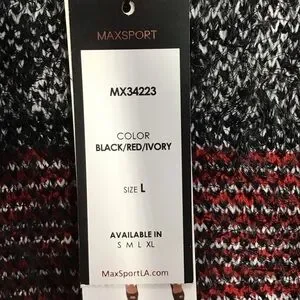 MAXSPORT
MX34223
COLOR
BLACK/RED/IVORY
SIZE L
AVAILABLE IN
S M L XL
MaxSportLA.com